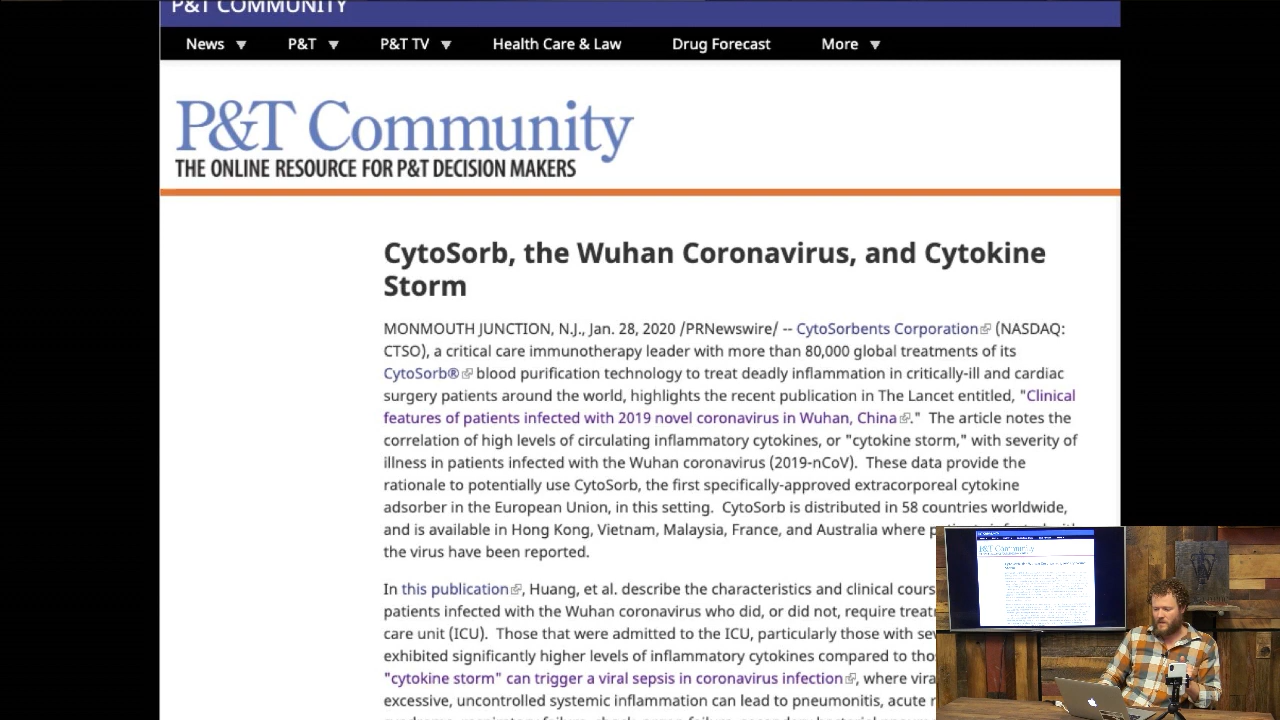 P&T COMMUNITY
News P&T P&T TV Health Care & Law Drug Forecast More
P&T Community
THE ONLINE RESOURCE FOR P&T DECISION MAKERS
CytoSorb, the Wuhan Coronavirus, and Cytokine
Storm
MONMOUTH JUNCTION, N.J., Jan. 28, 2020 /PRNewswire/ -- CytoSorbents Corporation (NASDAQ:
CTSO), a critical care immunotherapy leader with more than 80,000 global treatments of its
CytoSorb® blood purification technology to treat deadly inflammation in critically-ill and cardiac
surgery patients around the world, highlights the recent publication in The Lancet entitled, "Clinical
features of patients infected with 2019 novel coronavirus in Wuhan, China." The article notes the
correlation of high levels of circulating inflammatory cytokines, or "cytokine storm," with severity of
illness in patients infected with the Wuhan coronavirus (2019-nCoV). These data provide the
rationale to potentially use CytoSorb, the first specifically-approved extracorporeal cytokine
adsorber in the European Union, in this setting. CytoSorb is distributed in 58 countries worldwide,
and is available in Hong Kong, Vietnam, Malaysia, France, and Australia where
the virus have been reported.
In this publication, Huang, et al. describe the characteristics and clinical
patients infected with the Wuhan coronavirus who did, or did not, require
care unit (ICU). Those that were admitted to the ICU, particularly those with
exhibited significantly higher levels of inflammatory cytokines compared to
"cytokine storm" can trigger a viral sepsis in coronavirus infection, where
excessive, uncontrolled systemic inflammation can lead to pneumonitis, acute
P&T Community